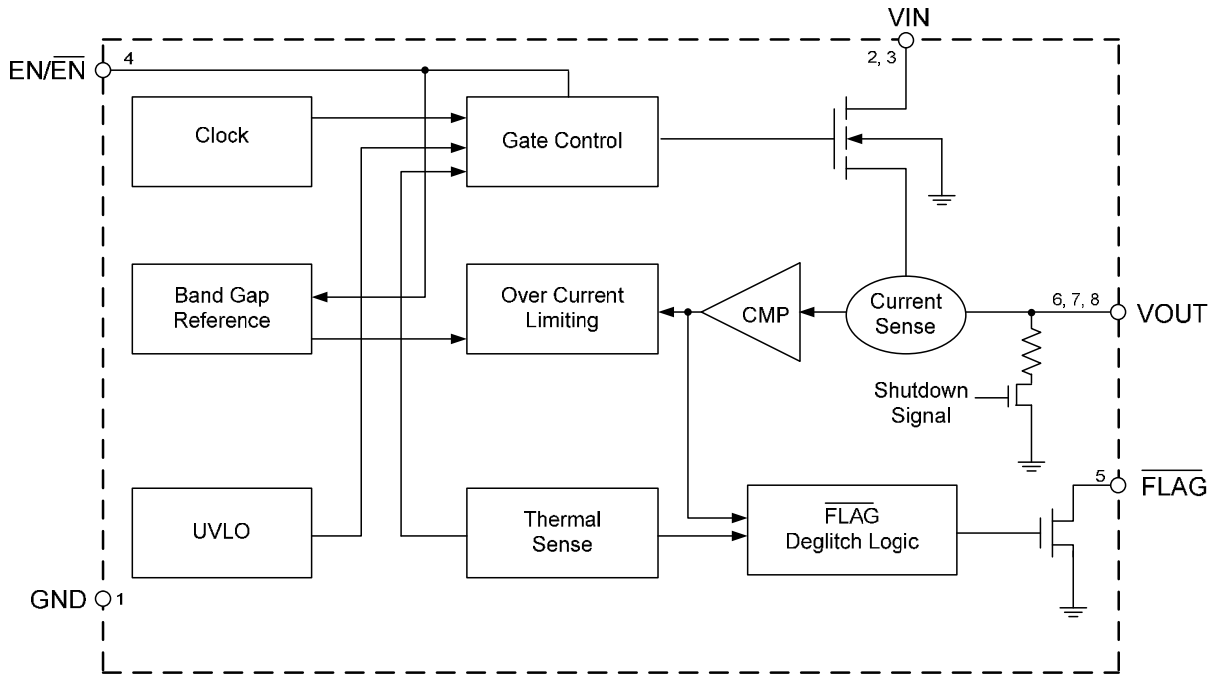 VIN
2, 3
EN/EN
4
Clock
Gate Control
Band Gap
Reference
Over Current
Limiting
CMP
Current
Sense
6, 7, 8
VOUT
Shutdown
Signal
UVLO
Thermal
Sense
FLAG
Deglitch Logic
5
FLAG
GND
1